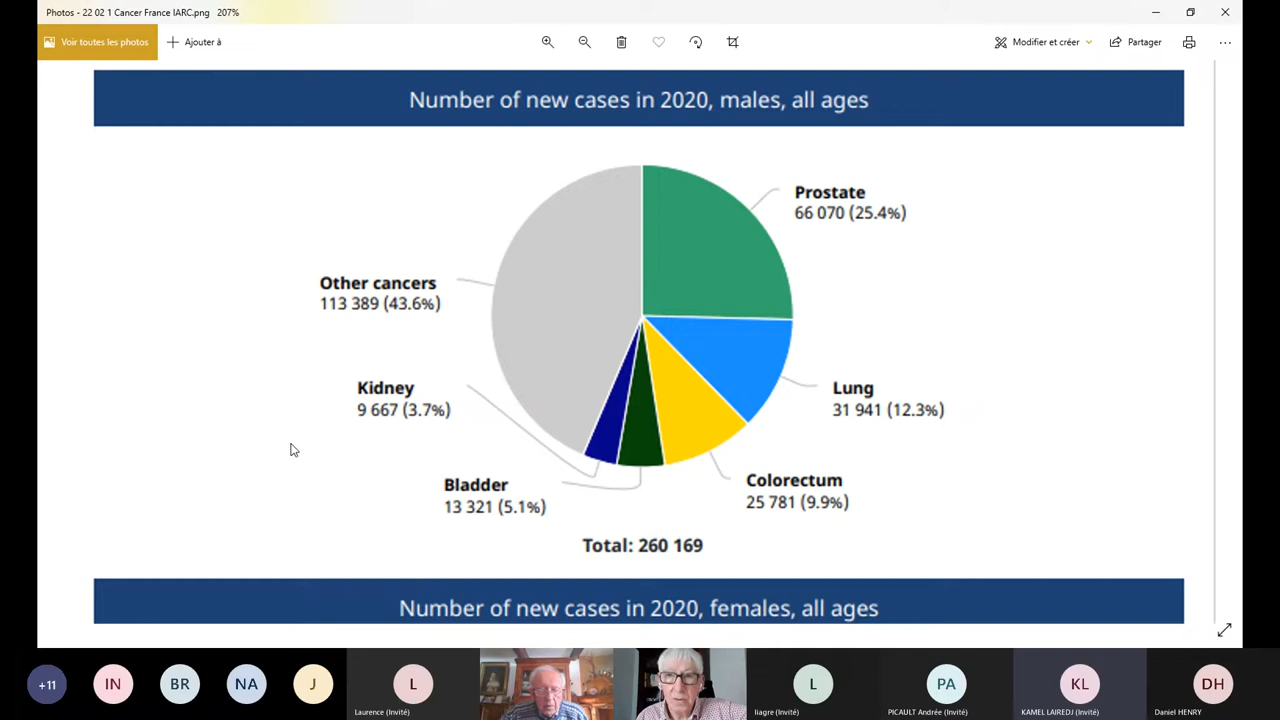 Photos - 22 02 1 Cancer France IARC.png 207%
Voir toutes les photos
Ajouter à
Modifier et créer
Partager
Number of new cases in 2020, males, all ages
Prostate
66 070 (25.4%)
Other cancers
113 389 (43.6%)
Kidney
9 667 (3.7%)
Lung
31 941 (12.3%)
Bladder
13 321 (5.1%)
Colorectum
25 781 (9.9%)
Total: 260 169
Number of new cases in 2020, females, all ages
+11
IN
BR
NA
J
L
L
PA
KL
DH
Laurence (Invité)
liagre (Invité)
PICAULT Andrée (Invité)
KAMEL LAIREDJ (Invité)
Daniel HENRY